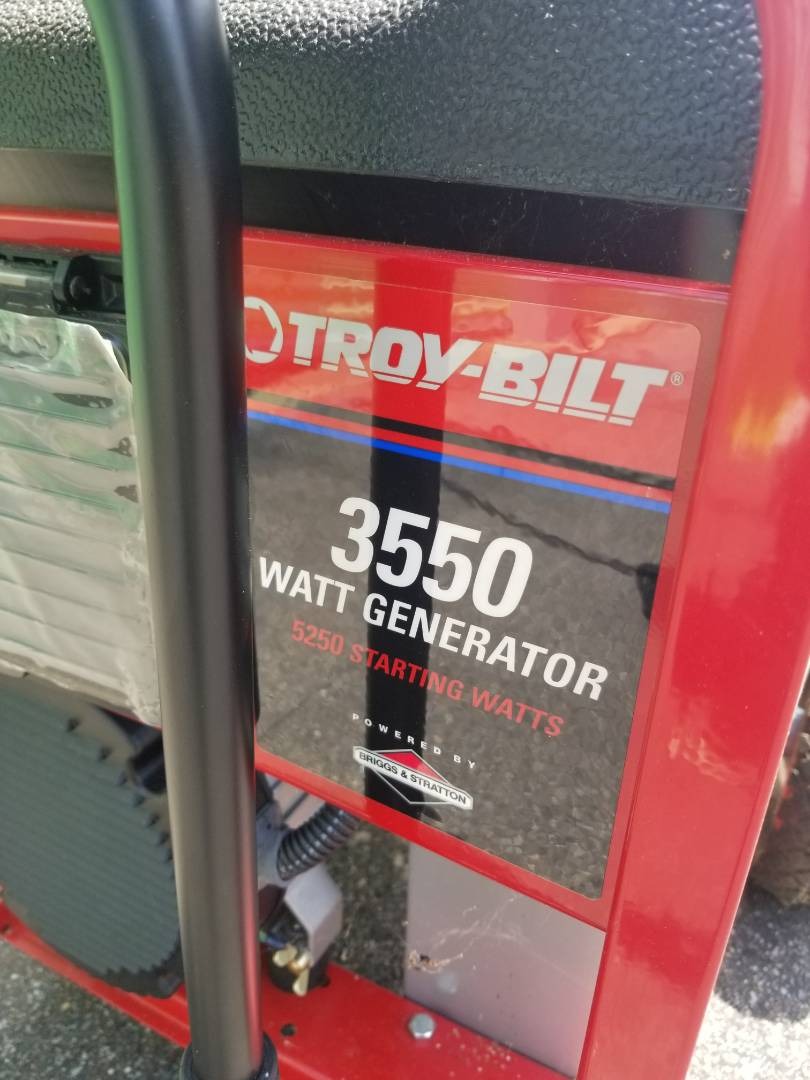 TROY-BILT®
3550
WATT GENERATOR
5250 STARTING WATTS
POWERED BY
BRIGGS & STRATTON